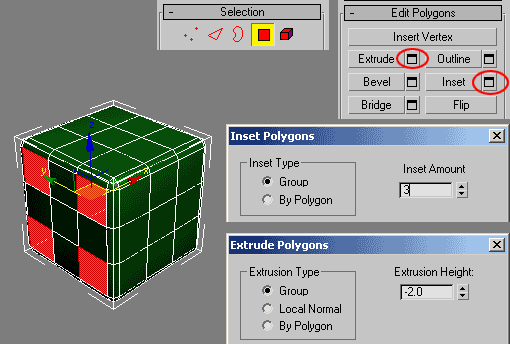 - Selection
- Edit Polygons
Insert Vertex
Extrude Outline
Bevel Inset
Bridge Flip
Inset Polygons
Inset Type
Group
By Polygon
Inset Amount
3
Extrude Polygons
Extrusion Type
Group
Local Normal
By Polygon
Extrusion Height:
-2.0
z
y
x